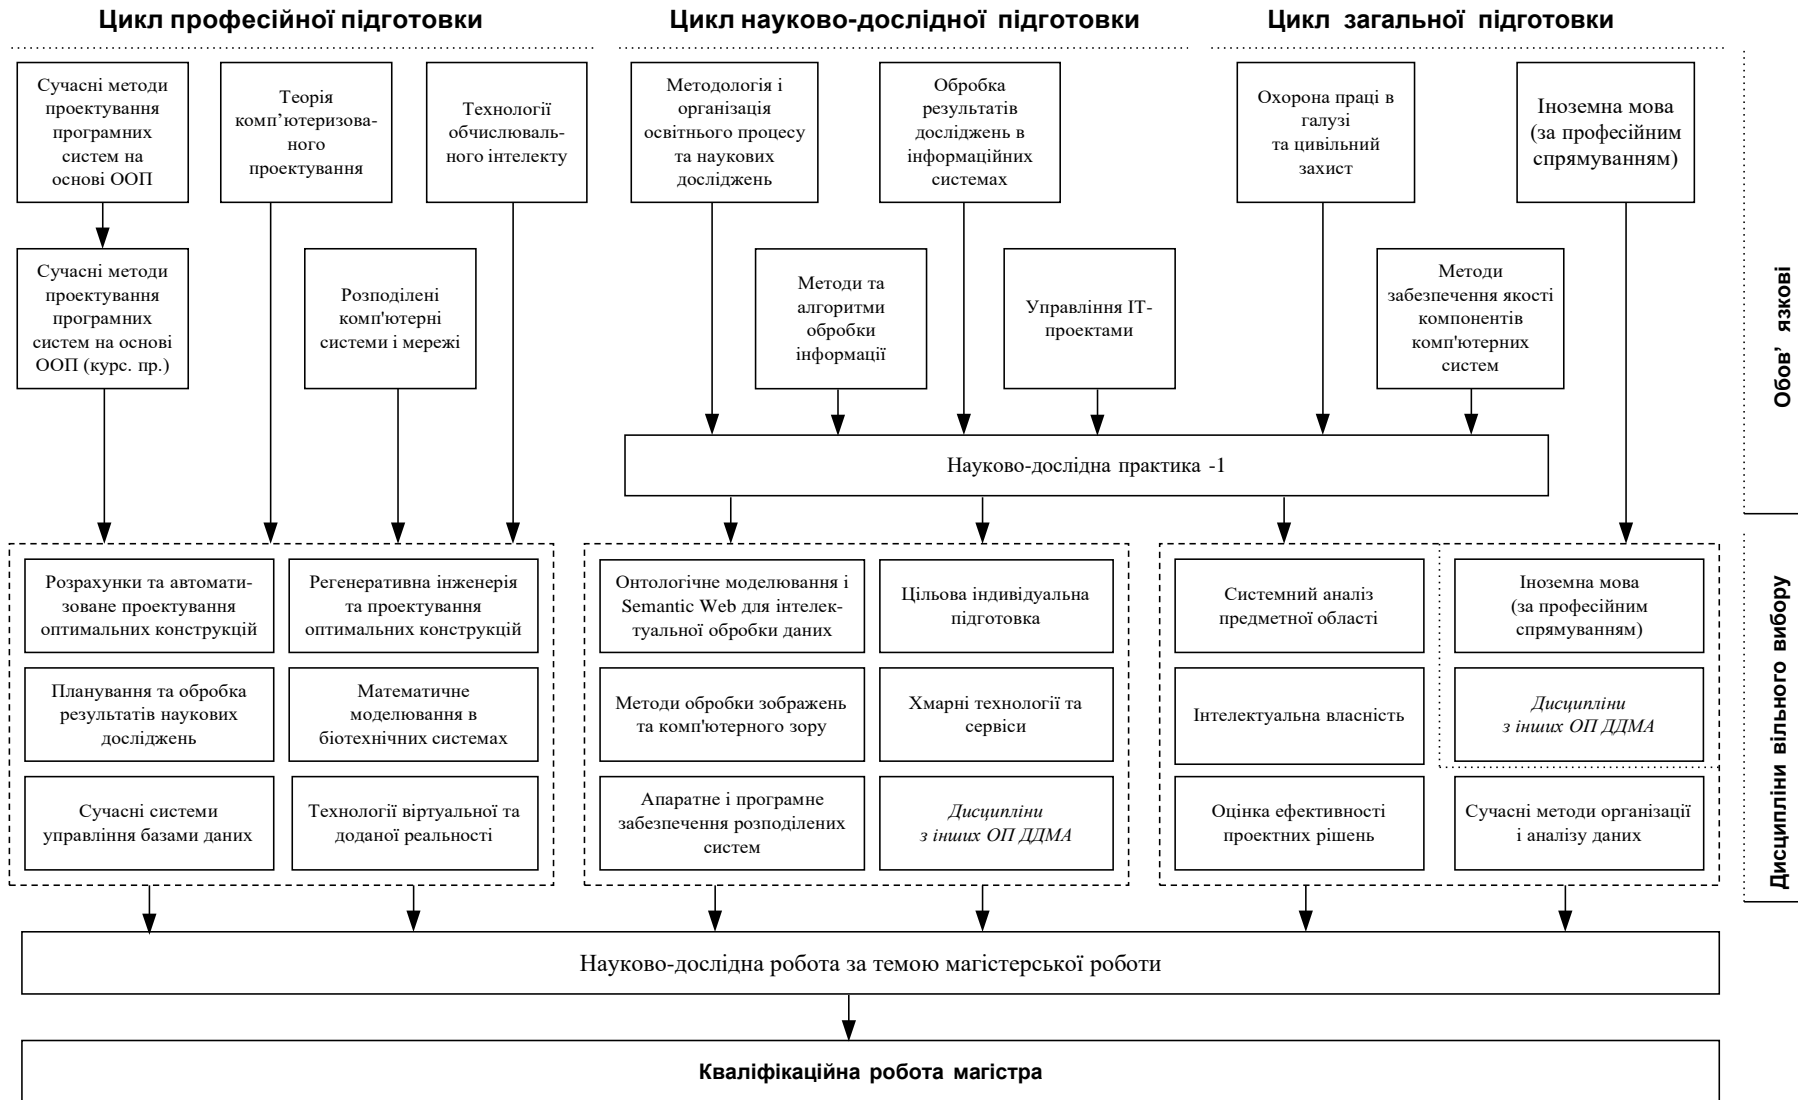 Цикл професійної підготовки
Цикл науково-дослідної підготовки
Цикл загальної підготовки
Сучасні методи
проектування
програмних
систем на
основі ООП
Теорія
комп’ютеризова-
ного
проектування
Технології
обчислюваль-
ного інтелекту
Методологія і
організація
освітнього процесу
та наукових
досліджень
Обробка
результатів
досліджень в
інформаційних
системах
Охорона праці в
галузі
та цивільний
захист
Іноземна мова
(за професійним
спрямуванням)
Сучасні методи
проектування
програмних
систем на основі
ООП (курс. пр.)
Розподілені
комп'ютерні
системи і мережі
Методи та
алгоритми
обробки
інформації
Управління ІТ-
проектами
Методи
забезпечення якості
компонентів
комп'ютерних
систем
Обов’ язкові
Науково-дослідна практика -1
Розрахунки та автомати-
зоване проектування
оптимальних конструкцій
Регенеративна інженерія
та проектування
оптимальних конструкцій
Онтологічне моделювання і
Semantic Web для інтелек-
туальної обробки даних
Цільова індивідуальна
підготовка
Системний аналіз
предметної області
Іноземна мова
(за професійним
спрямуванням)
Планування та обробка
результатів наукових
досліджень
Математичне
моделювання в
біотехнічних системах
Методи обробки зображень
та комп'ютерного зору
Хмарні технології та
сервіси
Інтелектуальна власність
Дисципліни
з інших ОП ДДМА
Сучасні системи
управління базами даних
Технології віртуальної та
доданої реальності
Апаратне і програмне
забезпечення розподілених
систем
Дисципліни
з інших ОП ДДМА
Оцінка ефективності
проектних рішень
Сучасні методи організації
і аналізу даних
Дисципліни вільного вибору
Науково-дослідна робота за темою магістерської роботи
Кваліфікаційна робота магістра